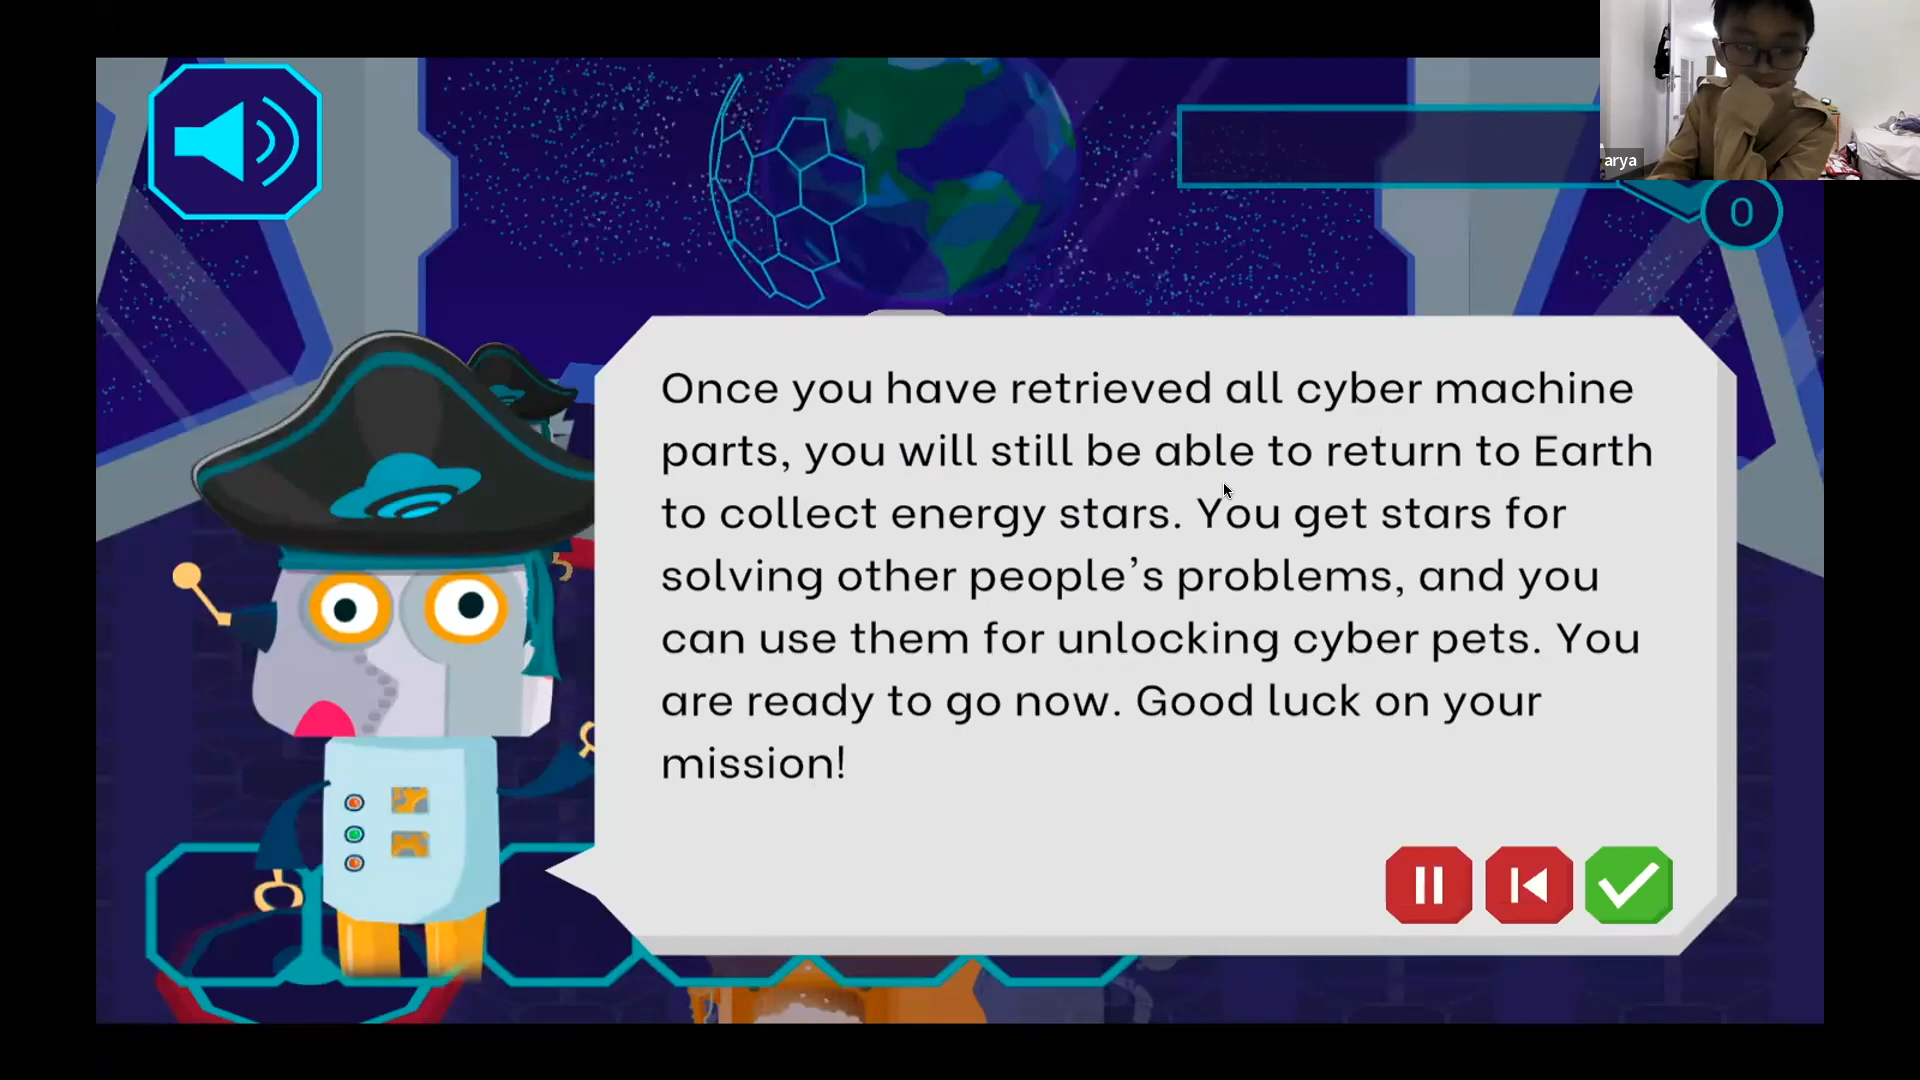 arya
0
Once you have retrieved all cyber machine
parts, you will still be able to return to Earth
to collect energy stars. You get stars for
solving other people's problems, and you
can use them for unlocking cyber pets. You
are ready to go now. Good luck on your
mission!